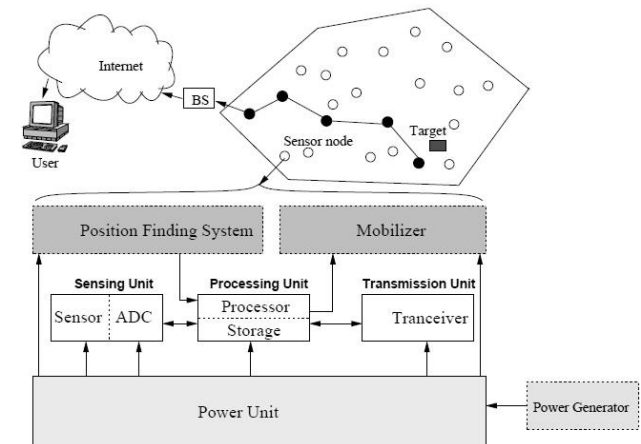 Internet
BS
User
Sensor node
Target
Position Finding System
Mobilizer
Sensing Unit
Processing Unit
Transmission Unit
Sensor
ADC
Processor
Storage
Tranceiver
Power Unit
Power Generator